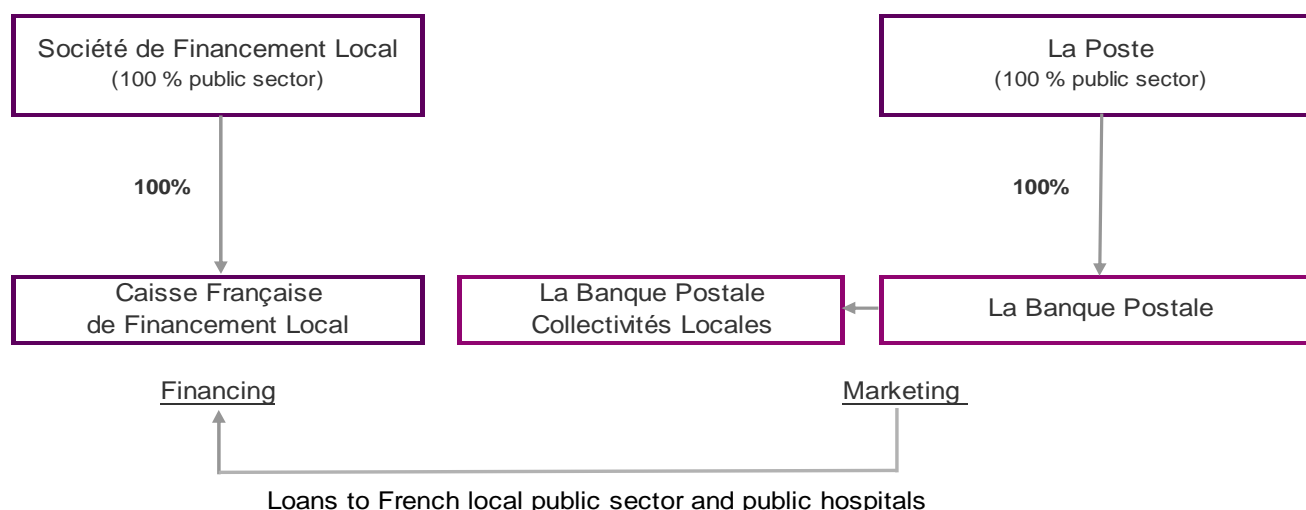 Société de Financement Local
(100 % public sector)
La Poste
(100 % public sector)
100%
100%
Caisse Française
de Financement Local
La Banque Postale
Collectivités Locales
La Banque Postale
Financing
Marketing
Loans to French local public sector and public hospitals